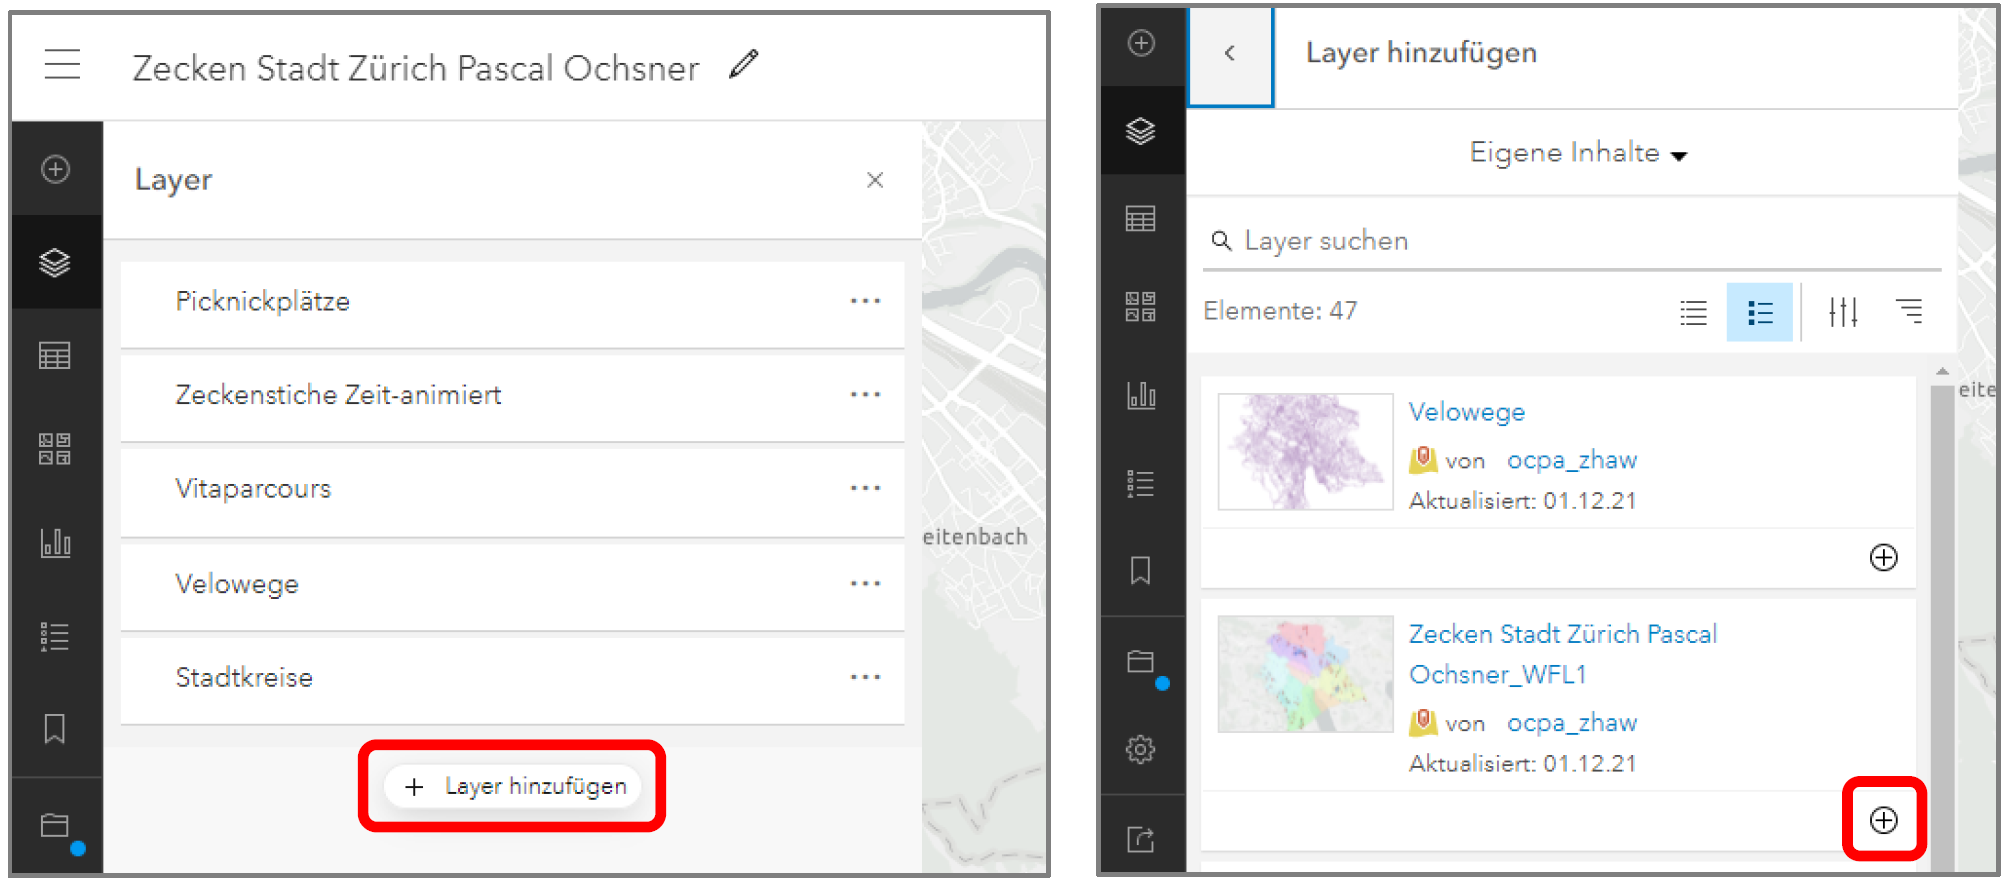 Zecken Stadt Zürich Pascal Ochsner
Layer
Picknickplätze
Zeckenstiche Zeit-animiert
Vitaparcours
Velowege
Stadtkreise
Layer hinzufügen
eitenbach
Layer hinzufügen
Eigene Inhalte
Layer suchen
Elemente: 47
Velowege
von ocpa_zhaw
Aktualisiert: 01.12.21
Zecken Stadt Zürich Pascal
Ochsner_WFL1
von ocpa_zhaw
Aktualisiert: 01.12.21
eite